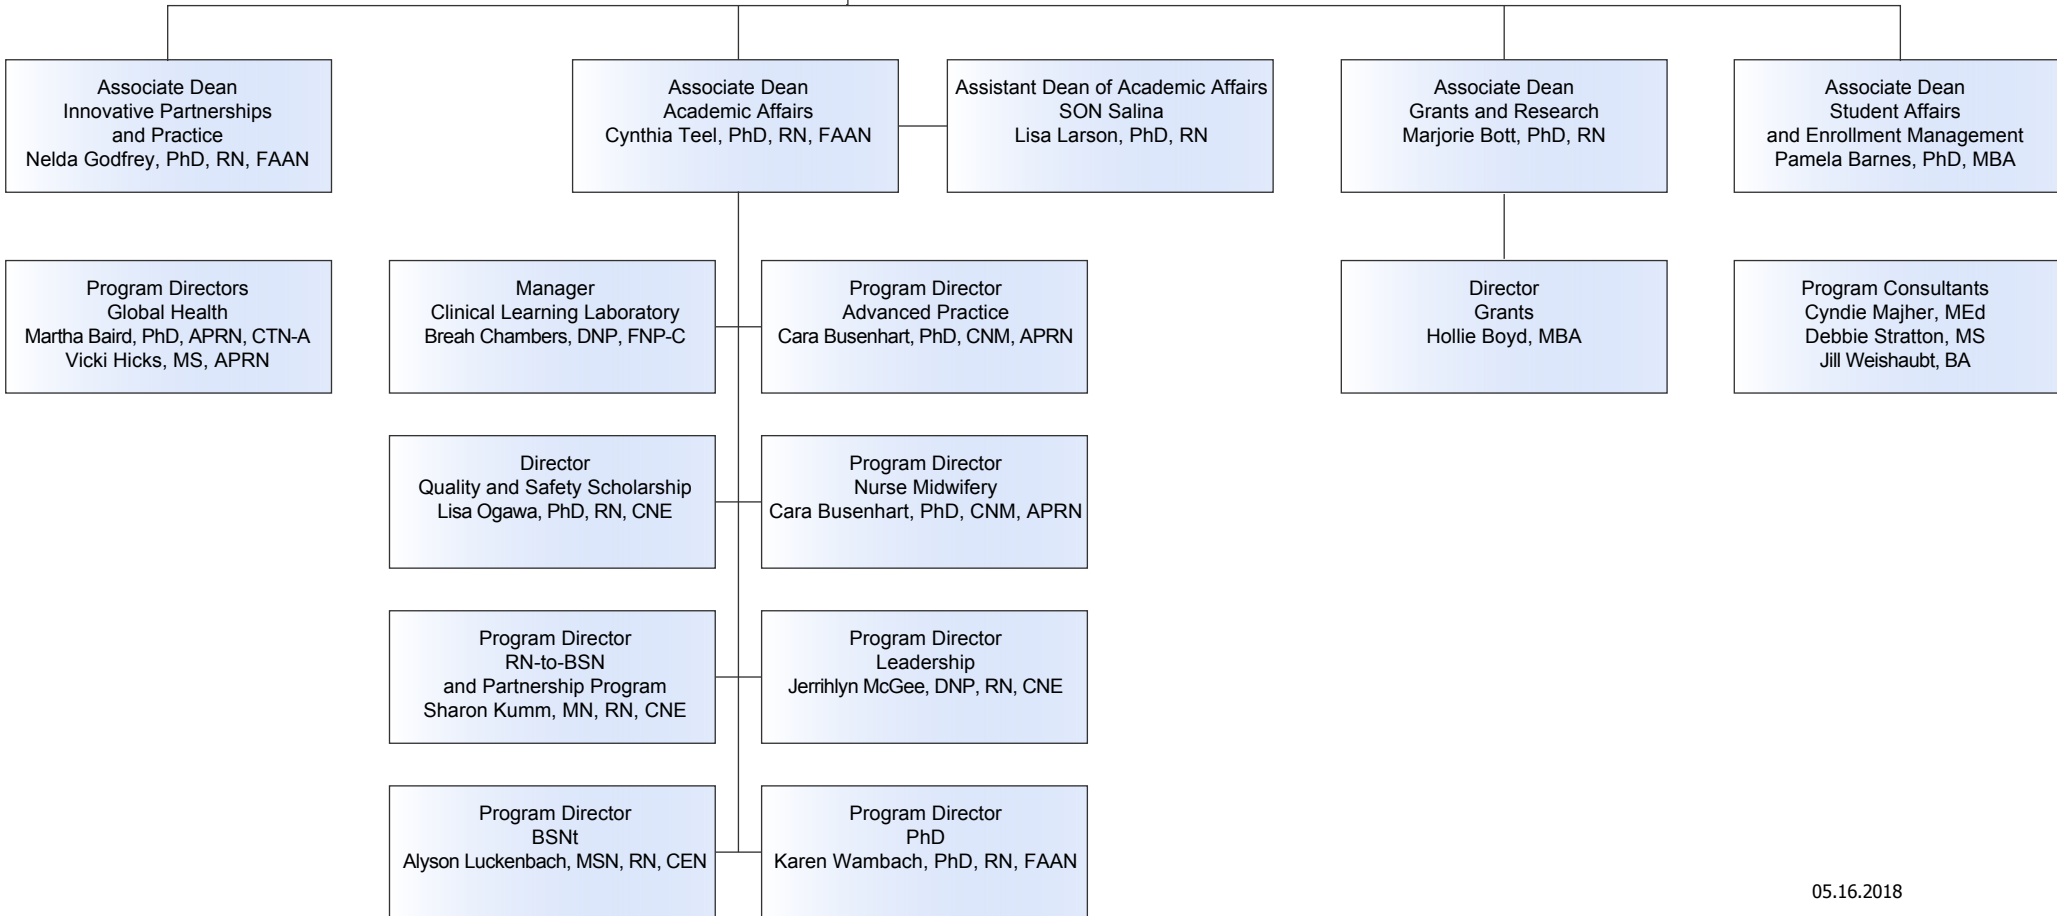 Associate Dean
Innovative Partnerships
and Practice
Nelda Godfrey, PhD, RN, FAAN
Associate Dean
Academic Affairs
Cynthia Teel, PhD, RN, FAAN
Assistant Dean of Academic Affairs
SON Salina
Lisa Larson, PhD, RN
Associate Dean
Grants and Research
Marjorie Bott, PhD, RN
Associate Dean
Student Affairs
and Enrollment Management
Pamela Barnes, PhD, MBA
Program Directors
Global Health
Martha Baird, PhD, APRN, CTN-A
Vicki Hicks, MS, APRN
Manager
Clinical Learning Laboratory
Breah Chambers, DNP, FNP-C
Program Director
Advanced Practice
Cara Busenhart, PhD, CNM, APRN
Director
Grants
Hollie Boyd, MBA
Program Consultants
Cyndie Majher, MEd
Debbie Stratton, MS
Jill Weishaubt, BA
Director
Quality and Safety Scholarship
Lisa Ogawa, PhD, RN, CNE
Program Director
Nurse Midwifery
Cara Busenhart, PhD, CNM, APRN
Program Director
RN-to-BSN
and Partnership Program
Sharon Kumm, MN, RN, CNE
Program Director
Leadership
Jerrihlyn McGee, DNP, RN, CNE
Program Director
BSNt
Alyson Luckenbach, MSN, RN, CEN
Program Director
PhD
Karen Wambach, PhD, RN, FAAN
05.16.2018